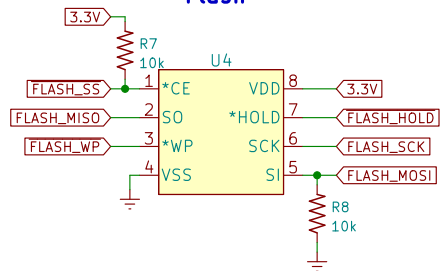 Flash
3.3V
R7
10k
U4
FLASH_SS
1
*CE
VDD
8
3.3V
FLASH_MISO
2
SO
*HOLD
7
FLASH_HOLD
FLASH_WP
3
*WP
SCK
6
FLASH_SCK
4
VSS
SI
5
FLASH_MOSI
R8
10k